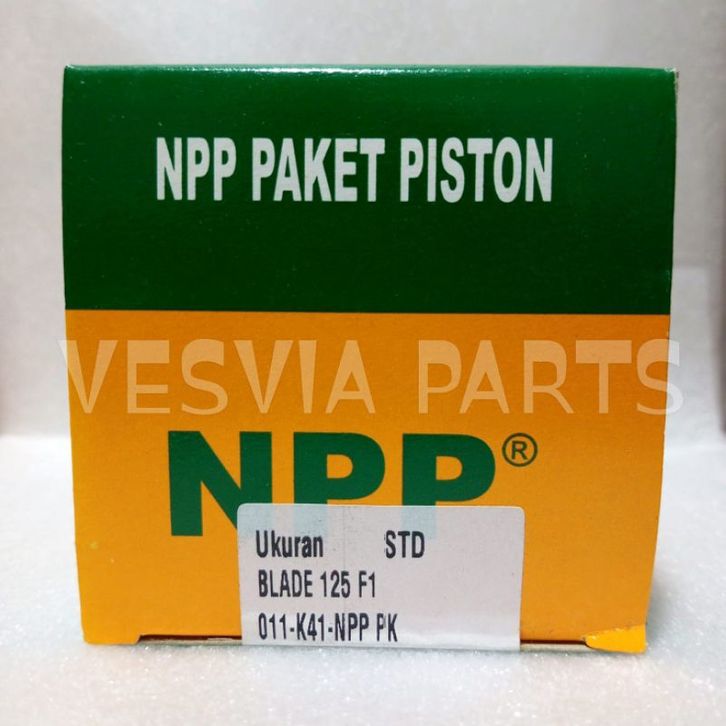 NPP PAKET PISTON
VESVIA PARTS
NPP®
Ukuran STD
BLADE 125 F1
011-K41-NPP PK